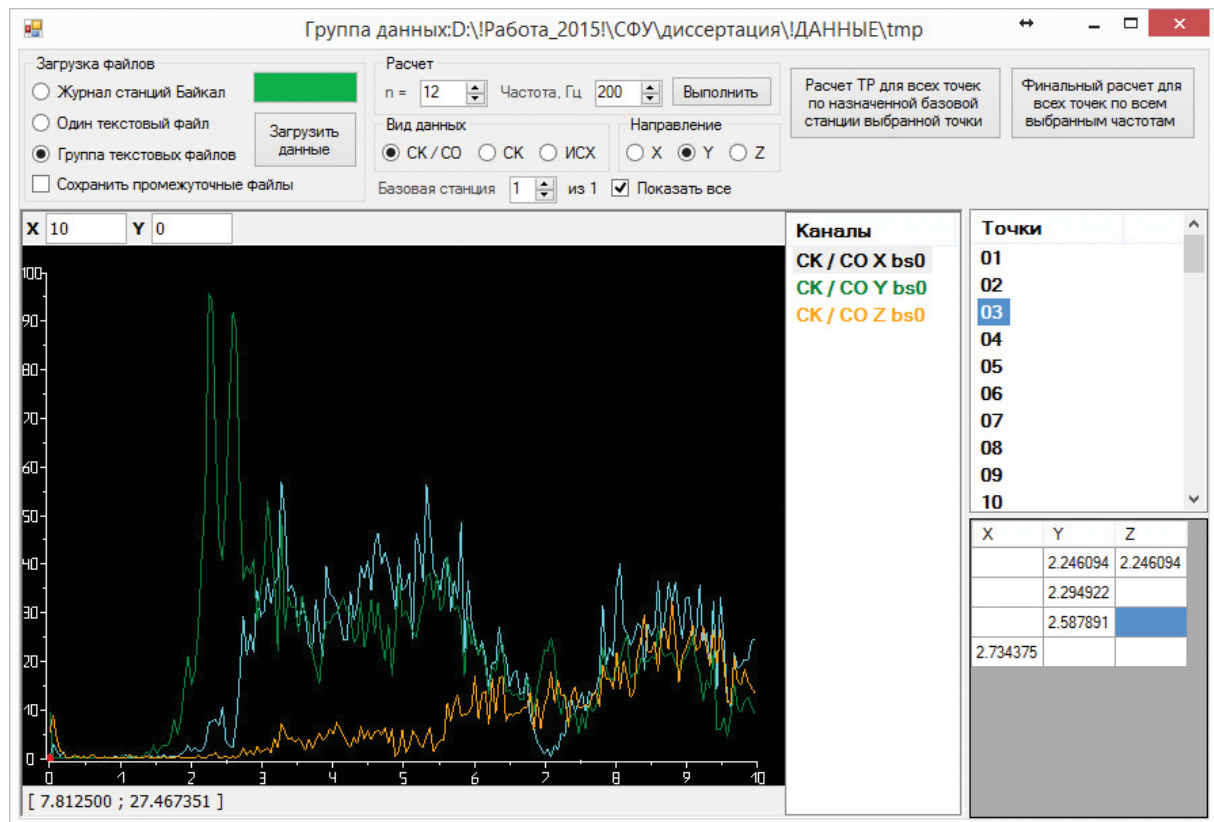 Группа данных:D:\!Работа_2015!\СФУ\диссертация\!ДАННЫЕ\tmp
Загрузка файлов
Журнал станций Байкал
Один текстовый файл
Группа текстовых файлов
Сохранить промежуточные файлы
Загрузить
данные
Расчет
n = 12 Частота, Гц 200 Выполнить
Вид данных
СК / СО СК ИСХ
Направление
X Y Z
Базовая станция 1 из 1 Показать все
Расчет ТР для всех точек
по назначенной базовой
станции выбранной точки
Финальный расчет для
всех точек по всем
выбранным частотам
X 10 Y 0
100
90
80
70
60
50
40
30
20
10
0
0 1 2 3 4 5 6 7 8 9 10
[ 7.812500 ; 27.467351 ]
Каналы
СК / СО X bs0
СК / СО Y bs0
СК / СО Z bs0
Точки
01
02
03
04
05
06
07
08
09
10
X Y Z
2.246094 2.246094
2.294922
2.587891
2.734375